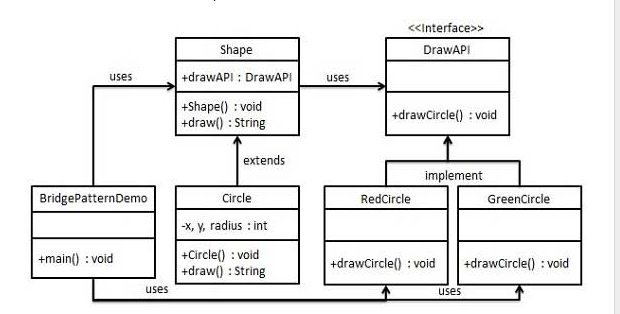 <<Interface>>
Shape
DrawAPI
+drawAPI : DrawAPI
uses
uses
+Shape() : void
+draw() : String
+drawCircle() : void
extends
implement
BridgePatternDemo
Circle
RedCircle
GreenCircle
-x, y, radius : int
+main() : void
+Circle() : void
+draw() : String
+drawCircle() : void
+drawCircle() : void
uses
uses